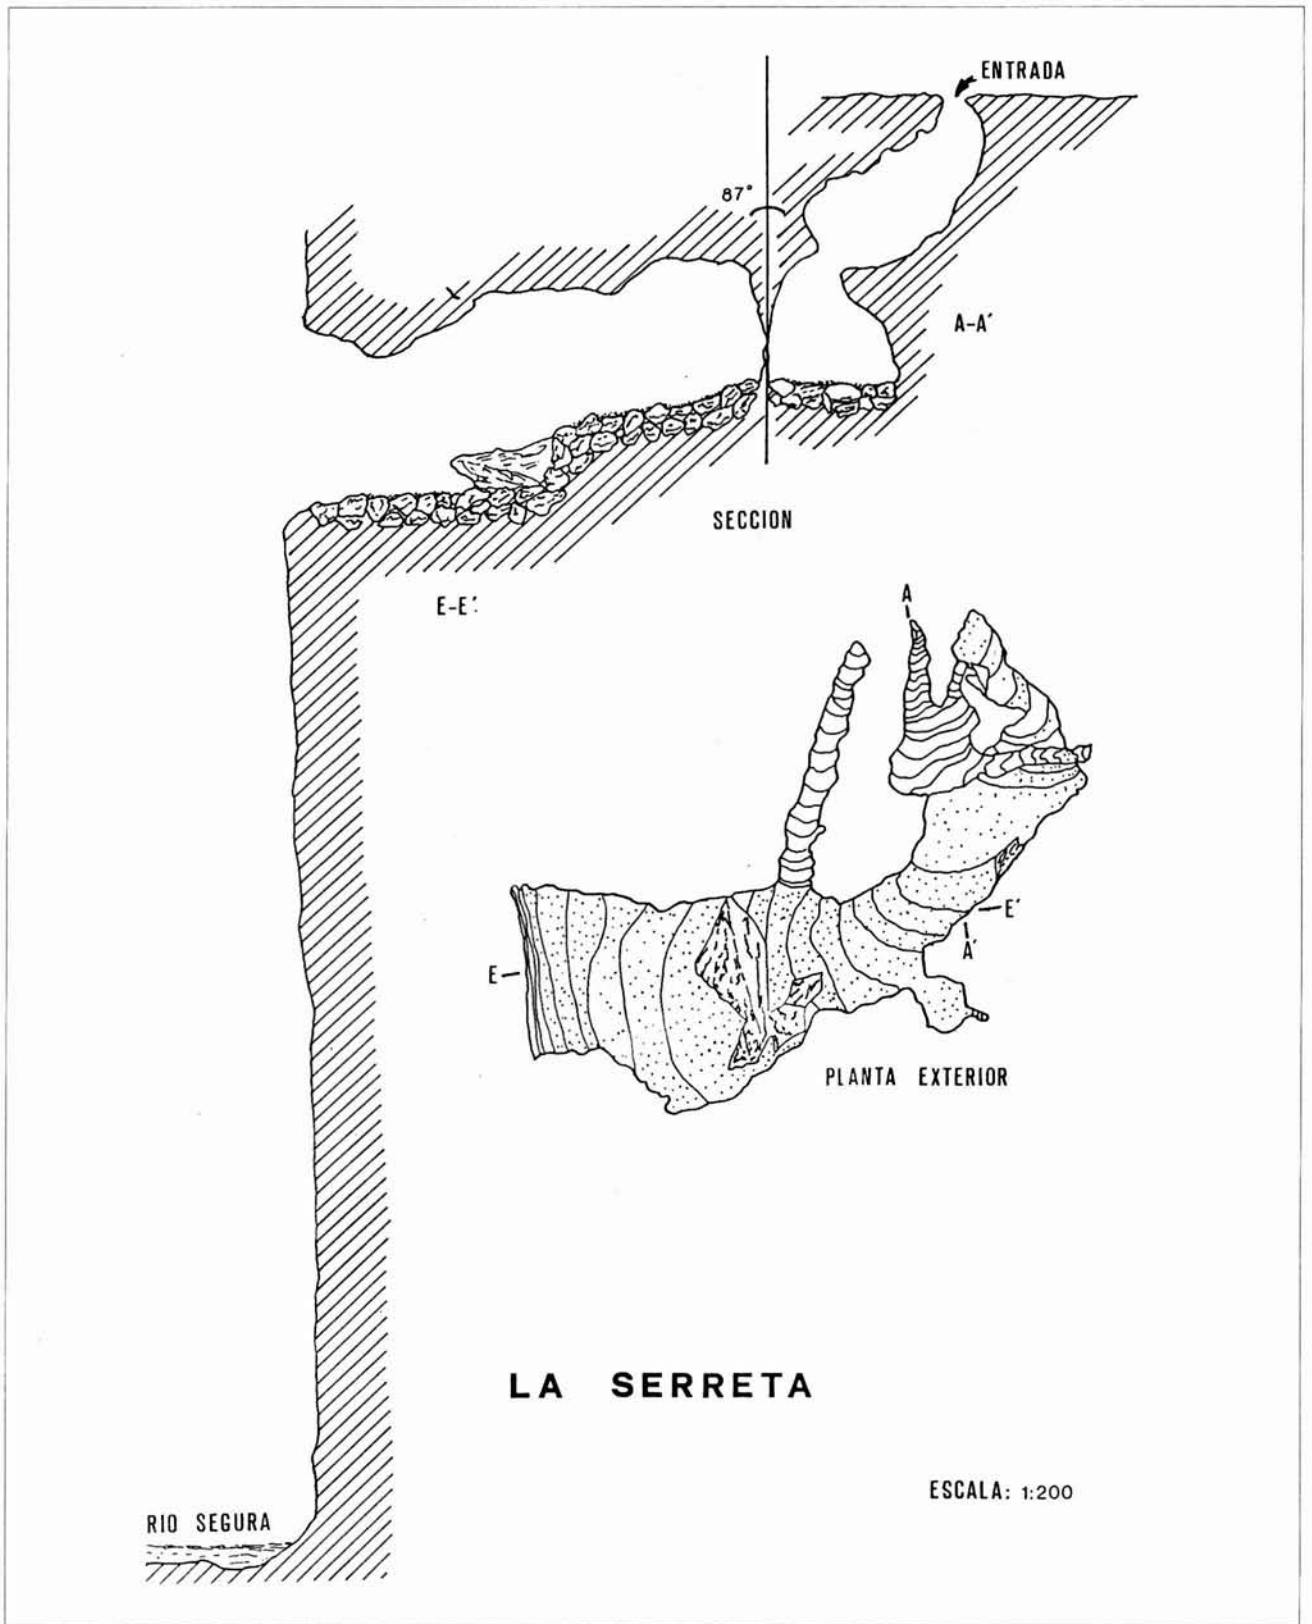 ENTRADA
87°
A-A´
SECCION
E-E´.
A
E´
A´
E
PLANTA EXTERIOR
LA SERRETA
ESCALA: 1:200
RIO SEGURA